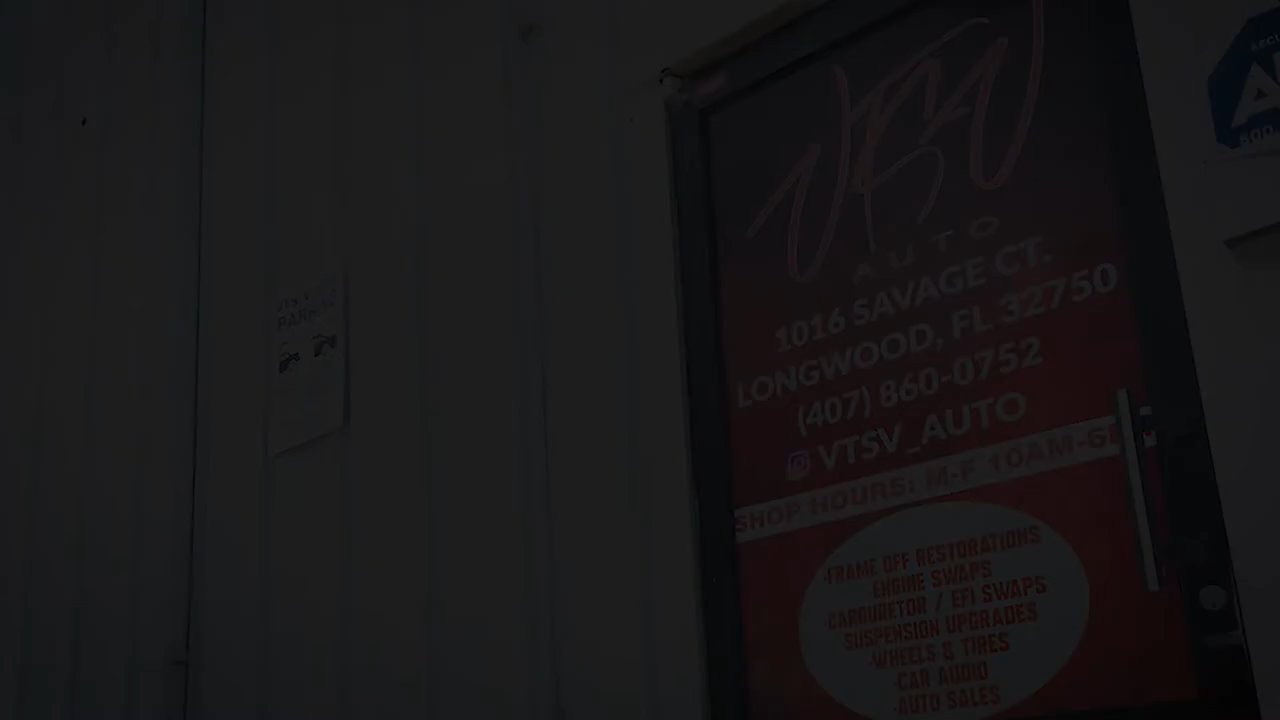 AUTO
1016 SAVAGE CT.
LONGWOOD, FL 32750
(407) 860-0752
VTSV_AUTO
SHOP HOURS: M-F 10AM-6
-FRAME OFF RESTORATIONS
-ENGINE SWAPS
-CARBURETOR / EFI SWAPS
SUSPENSION UPGRADES
-WHEELS & TIRES
-CAR AUDIO
-AUTO SALES
PARKING